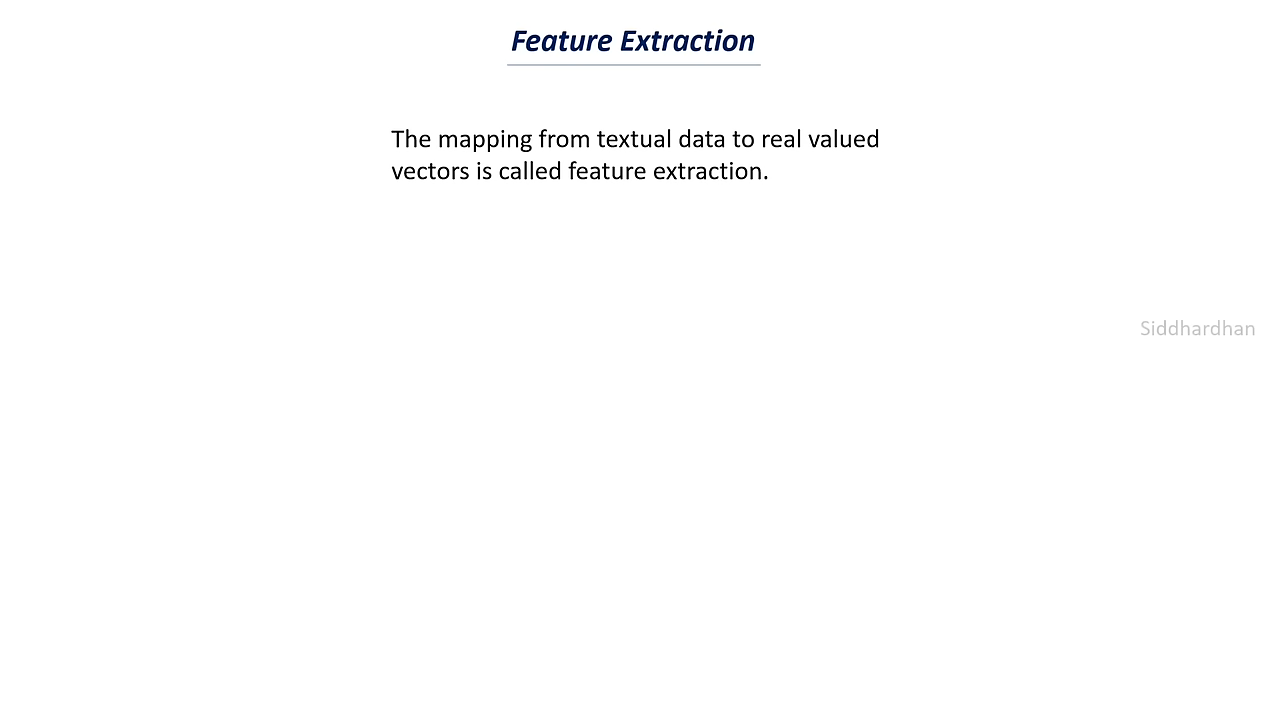 Feature Extraction
The mapping from textual data to real valued
vectors is called feature extraction.
Siddhardhan